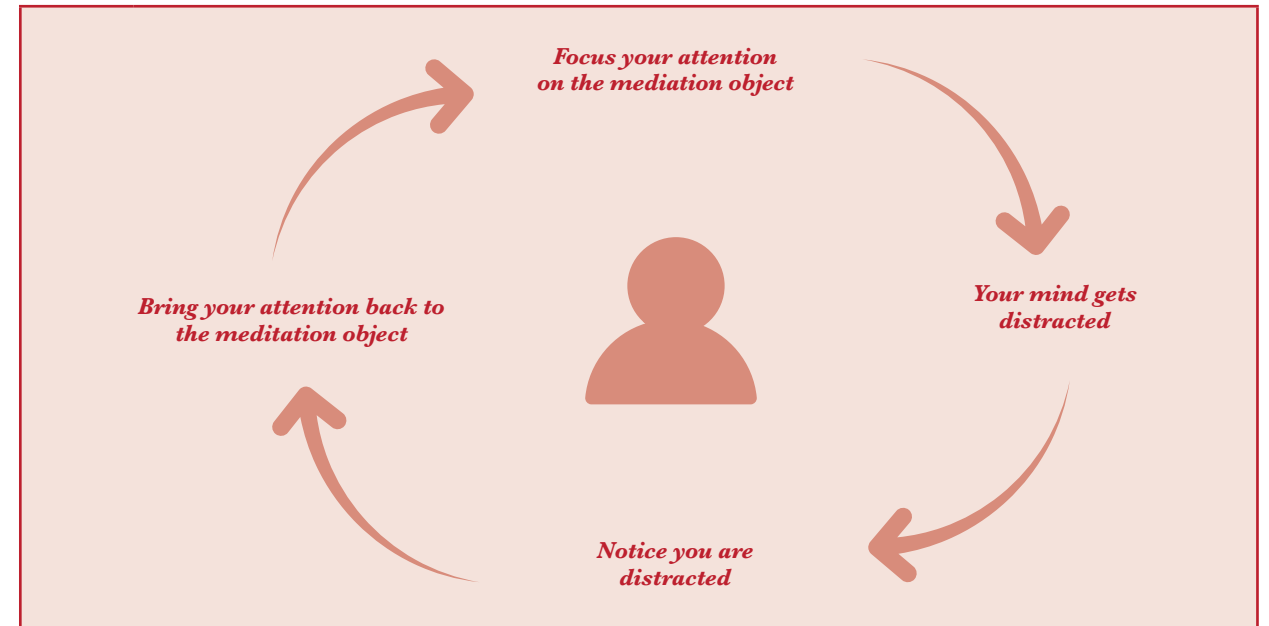 Focus your attention
on the mediation object
Your mind gets
distracted
Notice you are
distracted
Bring your attention back to
the meditation object